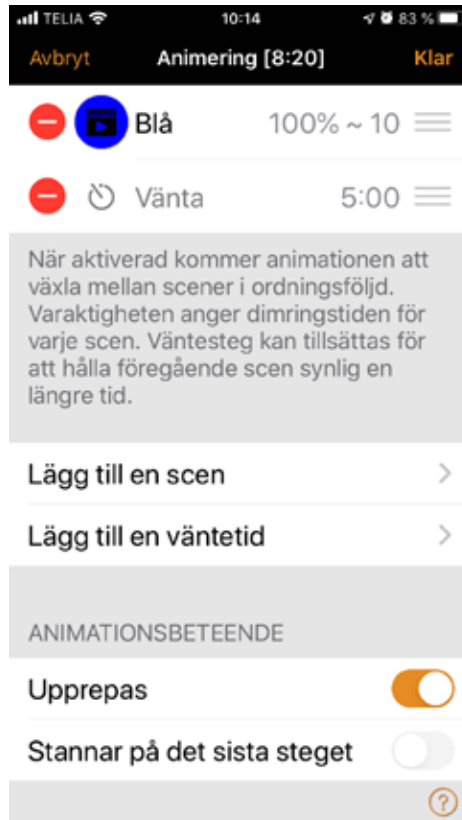 TELIA 10:14 83 %
Avbryt Animering [8:20] Klar
Blå 100% ~ 10
Vänta 5:00
När aktiverad kommer animationen att
växla mellan scener i ordningsföljd.
Varaktigheten anger dimringstiden för
varje scen. Väntesteg kan tillsättas för
att hålla föregående scen synlig en
längre tid.
Lägg till en scen
Lägg till en väntetid
ANIMATIONSBETEENDE
Upprepas
Stannar på det sista steget
?